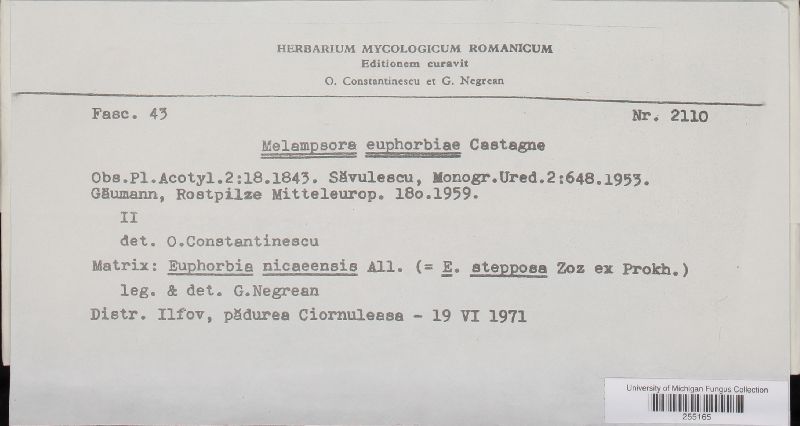 HERBARIUM MYCOLOGICUM ROMANICUM
Editionem curavit
O. Constantinescu et G. Negrean
Fasc. 43 Nr. 2110
Melampsora euphorbiae Castagne
Obs.Pl.Acotyl.2:18.1843. Săvulescu, Monogr.Ured.2:648.1953.
Găumann, Rostpilze Mitteleurop. 18o.1959.
II
det. O.Constantinescu
Matrix: Euphorbia nicaeensis All. (= E. stepposa Zoz ex Prokh.)
leg. & det. G.Negrean
Distr. Ilfov, pădurea Ciornuleasa - 19 VI 1971
University of Michigan Fungus Collection
255165